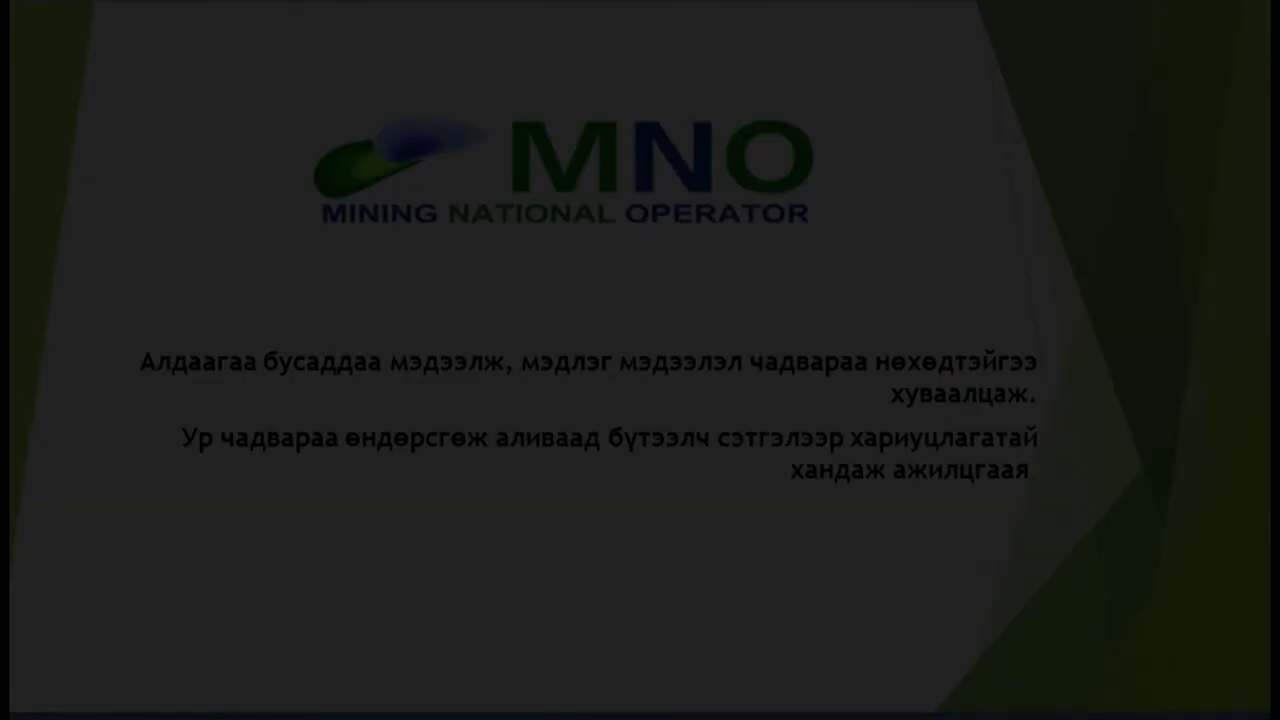 MNO
MINING NATIONAL OPERATOR
Алдаагаа бусаддаа мэдээлж, мэдлэг мэдзэлэл чадвараа нөхөдтэйгээ
хуваалцаж.
Ур чадвараа өндөрсгөж аливаад бүтээлч сэтгэлээр хариуцлагатай
хандаж ажилцгаая